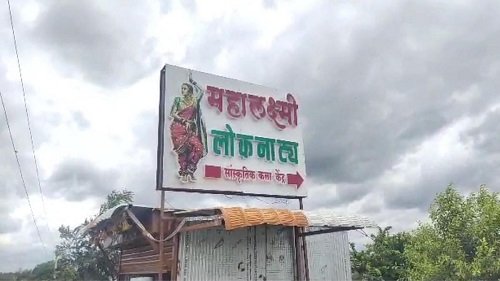 महालक्ष्मी
लोकनाट्य
सांस्कृतिक कला केंद्र